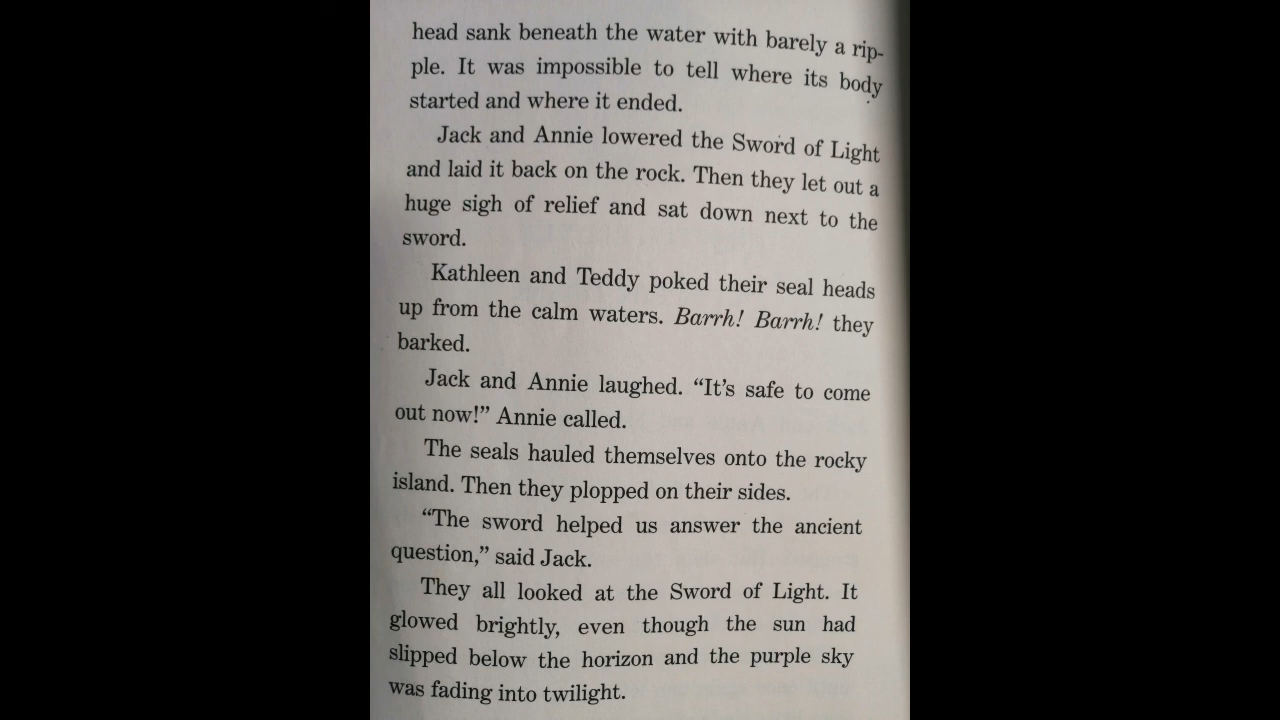 head sank beneath the water with barely a rip-
ple. It was impossible to tell where its body
started and where it ended.
Jack and Annie lowered the Sword of Light
and laid it back on the rock. Then they let out a
huge sigh of relief and sat down next to the
sword.
Kathleen and Teddy poked their seal heads
up from the calm waters. Barrh! Barrh! they
barked.
Jack and Annie laughed. “It’s safe to come
out now!” Annie called.
The seals hauled themselves onto the rocky
island. Then they plopped on their sides.
“The sword helped us answer the ancient
question,” said Jack.
They all looked at the Sword of Light. It
glowed brightly, even though the sun had
slipped below the horizon and the purple sky
was fading into twilight.